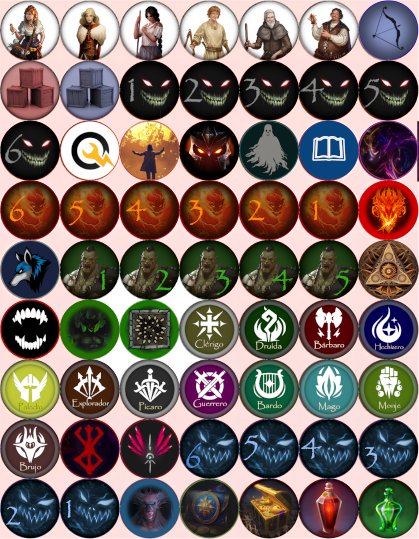 1 2 3 4 5
6
6 5 4 3 2 1
1 2 3 4 5
Clérigo Druida Bárbaro Hechicero
Explorador Pícaro Guerrero Bardo Mago Monje
Brujo 6 5 4 3
2 1